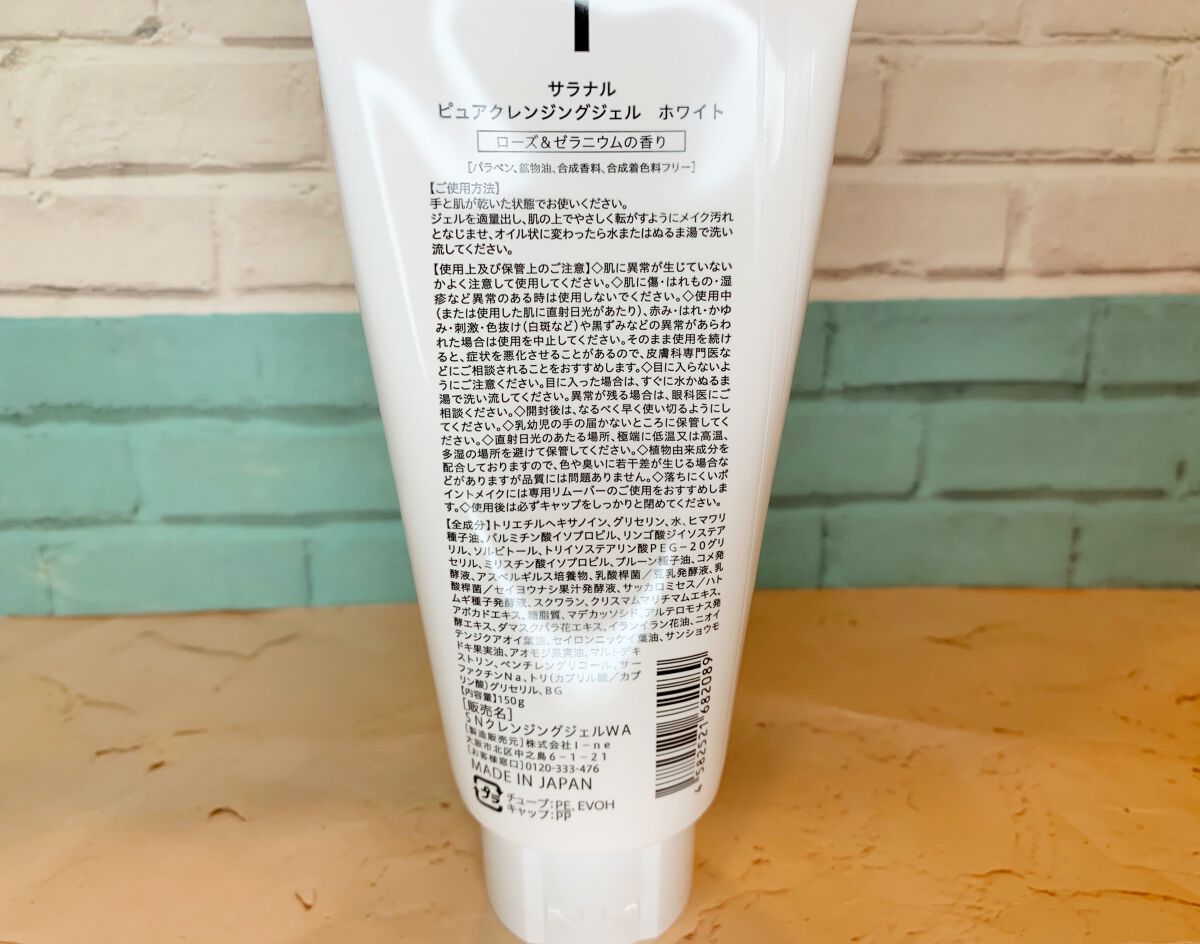 サラナル
ピュアクレンジングジェル ホワイト
ローズ&ゼラニウムの香り
[パラベン、鉱物油、合成香料、合成着色料フリー]
【ご使用方法】
手と肌が乾いた状態でお使いください。
ジェルを適量出し、肌の上でやさしく転がすようにメイク汚れ
となじませ、オイル状に変わったら水またはぬるま湯で洗い
流してください。
【使用上及び保管上のご注意】◇肌に異常が生じていない
かよく注意して使用してください。◇肌に傷・はれもの・湿
疹など異常のある時は使用しないでください。◇使用中
(または使用した肌に直射日光があたり)、赤み・はれ・かゆ
み・刺激・色抜け(白斑など)や黒ずみなどの異常があらわ
れた場合は使用を中止してください。そのまま使用を続け
ると、症状を悪化させることがあるので、皮膚科専門医な
どにご相談されることをおすすめします。◇目に入らないよ
うにご注意ください。目に入った場合は、すぐに水かぬるま
湯で洗い流してください。異常が残る場合は、眼科医にご
相談ください。◇開封後は、なるべく早く使い切るようにし
てください。◇乳幼児の手の届かないところに保管してく
ださい。◇直射日光のあたる場所、極端に低温又は高温、
多湿の場所を避けて保管してください。◇植物由来成分を
配合しておりますので、色や臭いに若干差が生じる場合な
どがありますが品質には問題ありません。◇落ちにくいポ
イントメイクには専用リムーバーのご使用をおすすめしま
す。◇使用後は必ずキャップをしっかりと閉めてください。
【全成分】トリエチルヘキサノイン、グリセリン、水、ヒマワリ
種子油、パルミチン酸イソプロピル、リンゴ酸ジイソステア
リル、ソルビトール、トリイソステアリン酸PEG-20グリ
セリル、ミリスチン酸イソプロピル、プルーン種子油、コメ発
酵液、アスペルギルス培養物、乳酸桿菌/豆乳発酵液、乳
酸桿菌/セイヨウナシ果汁発酵液、サッカロミセス/ハト
ムギ種子発酵液、スクワラン、クリスマムマリチマムエキス、
アボカドエキス、糖脂質、マデカッソシド、アルテロモナス発
酵エキス、ダマスクバラ花エキス、イランイラン花油、ニオイ
テンジクアオイ葉油、セイロンニッケイ葉油、サンショウモ
ドキ果実油、アオモジ果実油、マルトデキ
ストリン、ペンチレングリコール、サー
ファクチンNa、トリ(カプリル酸/カプ
リン酸)グリセリル、BG
【内容量】150g
[販売名]
SNクレンジングジェルWA
[製造販売元]株式会社I-ne
大阪市北区中之島6-1-21
[お客様窓口]0120-333-476
MADE IN JAPAN
プラ
チューブ:PE、EVOH
キャップ:PP
4 582521 682089